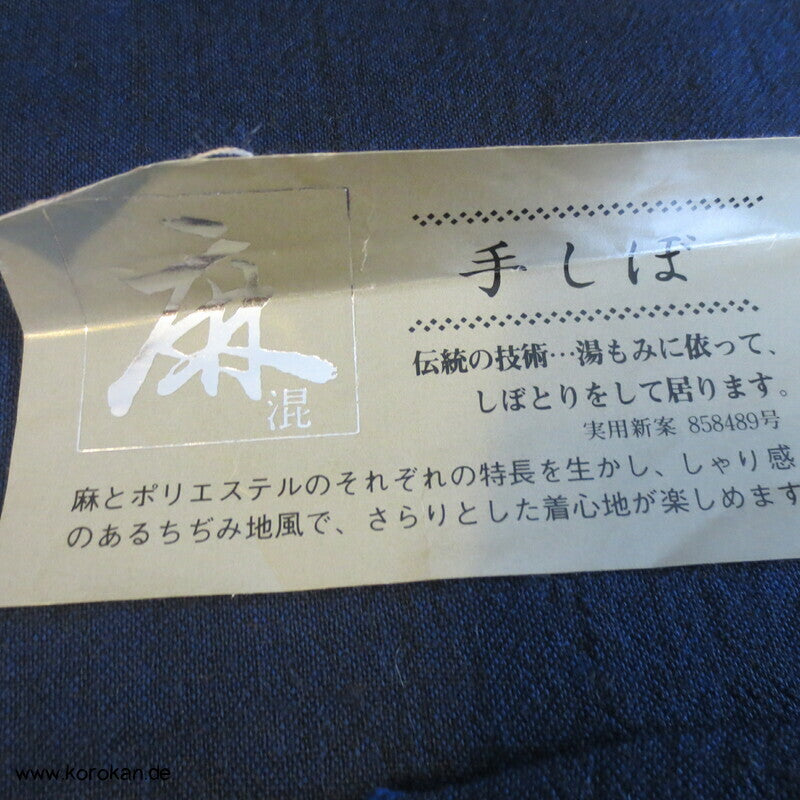 麻
混
手しぼ
伝統の技術…湯もみに依って、
しぼとりをして居ります。
実用新案 858489号
麻とポリエステルのそれぞれの特長を生かし、しゃり感
のあるちぢみ地風で、さらりとした着心地が楽しめます
www.korokan.de